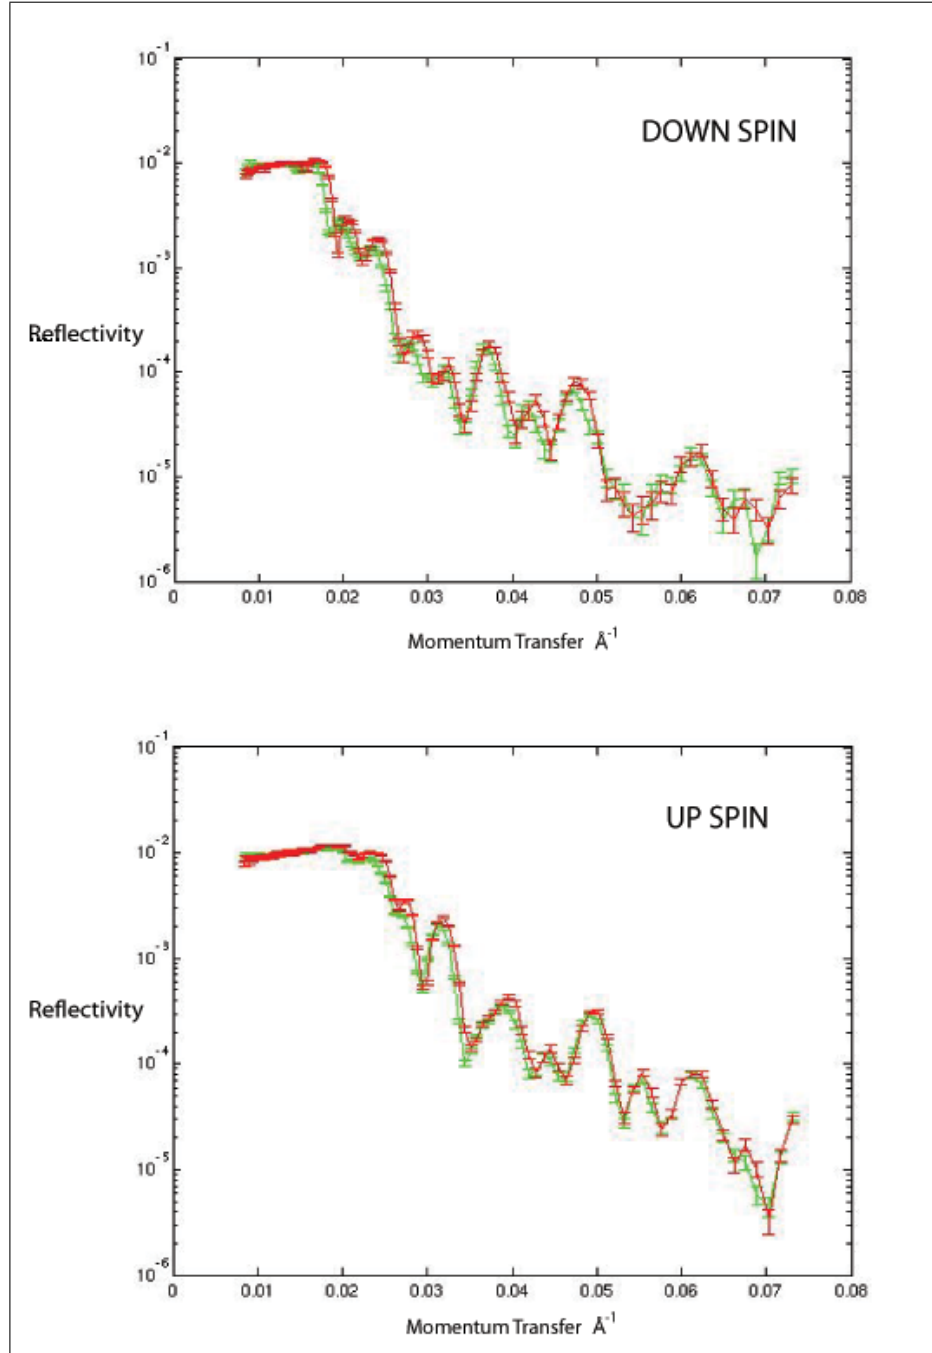 10⁻¹
DOWN SPIN
10⁻²
10⁻³
Reflectivity
10⁻⁴
10⁻⁵
10⁻⁶
0 0.01 0.02 0.03 0.04 0.05 0.06 0.07 0.08
Momentum Transfer Å⁻¹
10⁻¹
UP SPIN
10⁻²
10⁻³
Reflectivity
10⁻⁴
10⁻⁵
10⁻⁶
0 0.01 0.02 0.03 0.04 0.05 0.06 0.07 0.08
Momentum Transfer Å⁻¹